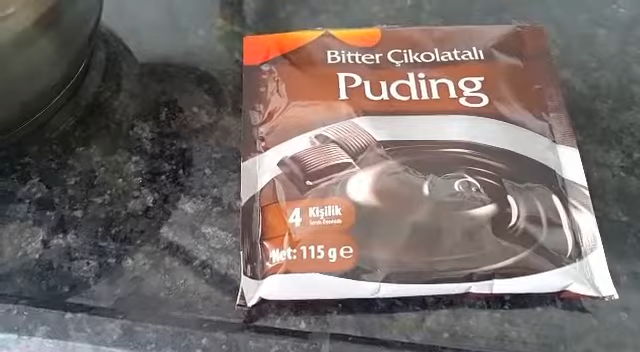 Bitter Çikolatalı
Puding
4 Kişilik
Net: 115 g e